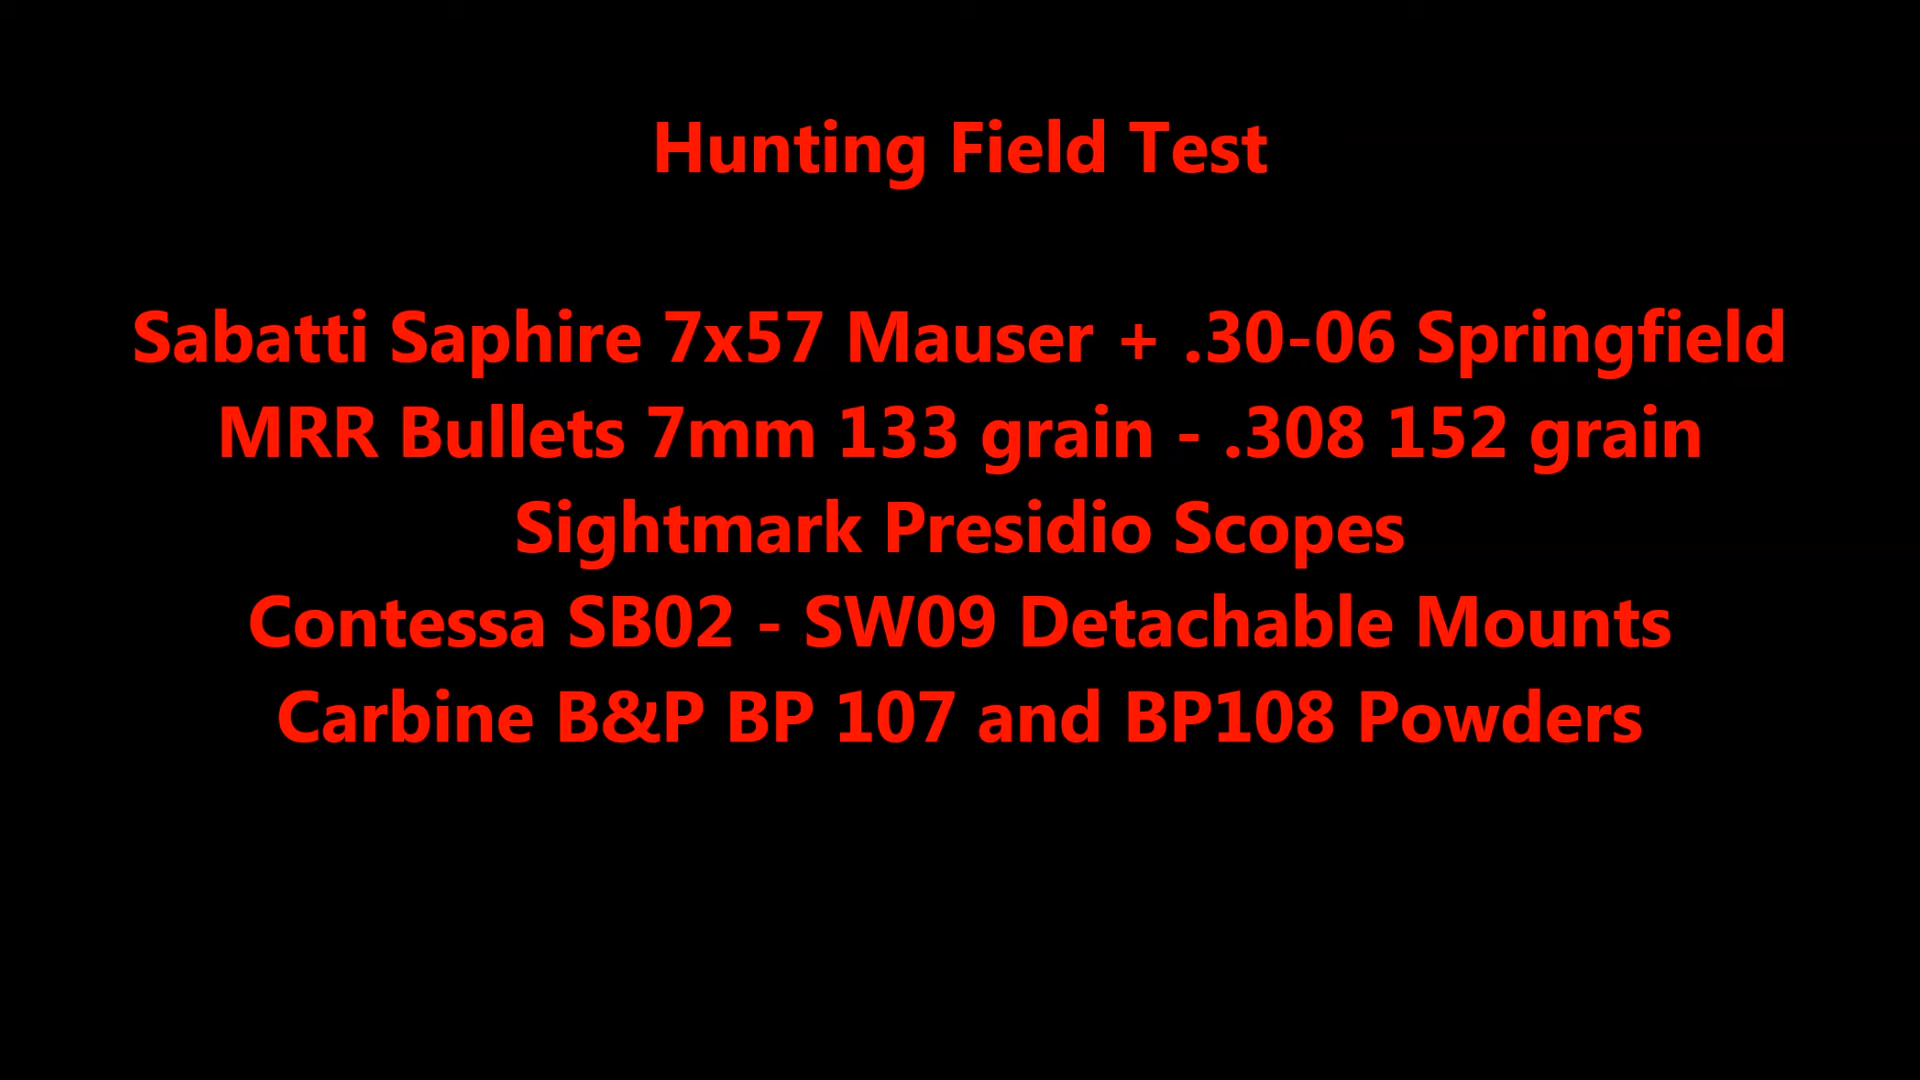 Hunting Field Test
Sabatti Saphire 7x57 Mauser + .30-06 Springfield
MRR Bullets 7mm 133 grain - .308 152 grain
Sightmark Presidio Scopes
Contessa SB02 - SW09 Detachable Mounts
Carbine B&P BP 107 and BP108 Powders